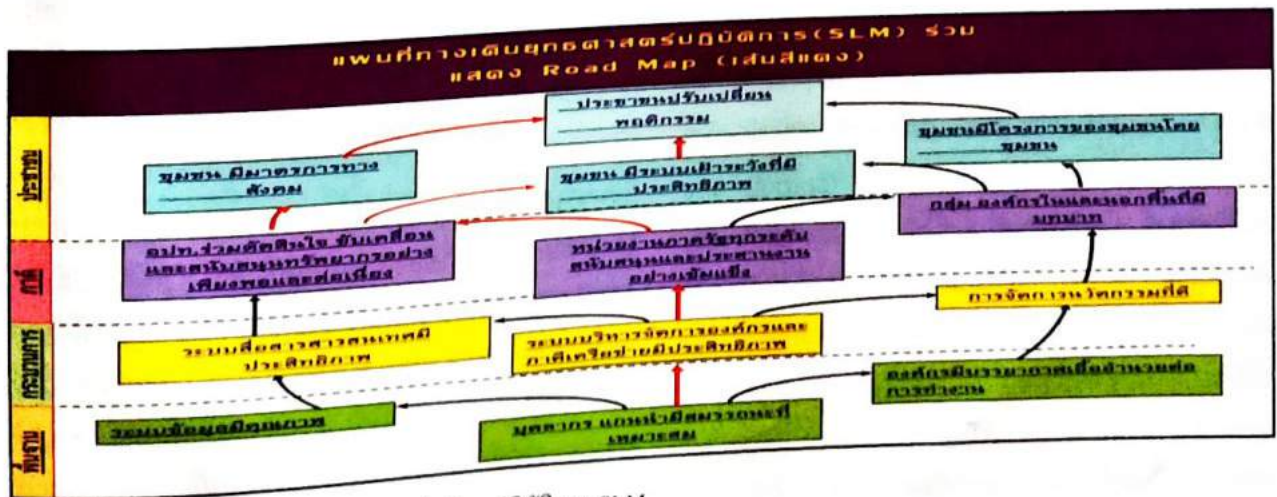 แผนที่ทางเดินยุทธศาสตร์ปฏิบัติการ(SLM) ร่วม
แสดง Road Map (เส้นสีแดง)
ประชาชน
ประชาชนปรับเปลี่ยน
พฤติกรรม
ชุมชน มีมาตรการทาง
สังคม
ชุมชน มีระบบเฝ้าระวังที่มี
ประสิทธิภาพ
ชุมชนมีโครงการของชุมชนโดย
ชุมชน
ภาคี
อปท.ร่วมตัดสินใจ ขับเคลื่อน
และสนับสนุนทรัพยากรอย่าง
เพียงพอและต่อเนื่อง
หน่วยงานภาครัฐทุกระดับ
สนับสนุนและประสานงาน
อย่างเข้มแข็ง
กลุ่ม องค์กรในและนอกพื้นที่มี
บทบาท
กระบวนการ
ระบบสื่อสารสารสนเทศมี
ประสิทธิภาพ
ระบบบริหารจัดการองค์กรและ
ภาคีเครือข่ายมีประสิทธิภาพ
การจัดการนวัตกรรมที่ดี
พื้นฐาน
ระบบข้อมูลมีคุณภาพ
บุคลากร แกนนำมีสมรรถนะที่
เหมาะสม
องค์กรมีบรรยากาศเอื้ออำนวยต่อ
การทำงาน